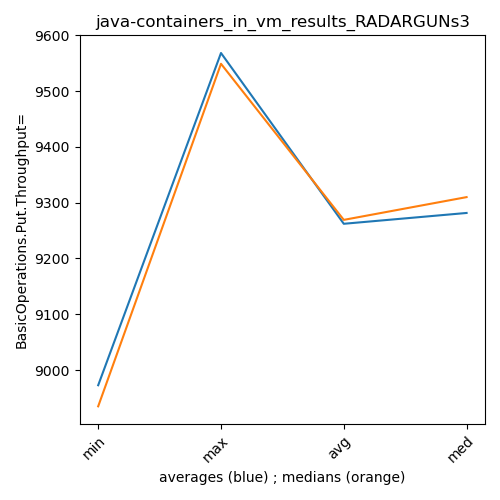 java-containers_in_vm_results_RADARGUNs3
BasicOperations.Put.Throughput=
9600
9500
9400
9300
9200
9100
9000
min
max
avg
med
averages (blue) ; medians (orange)